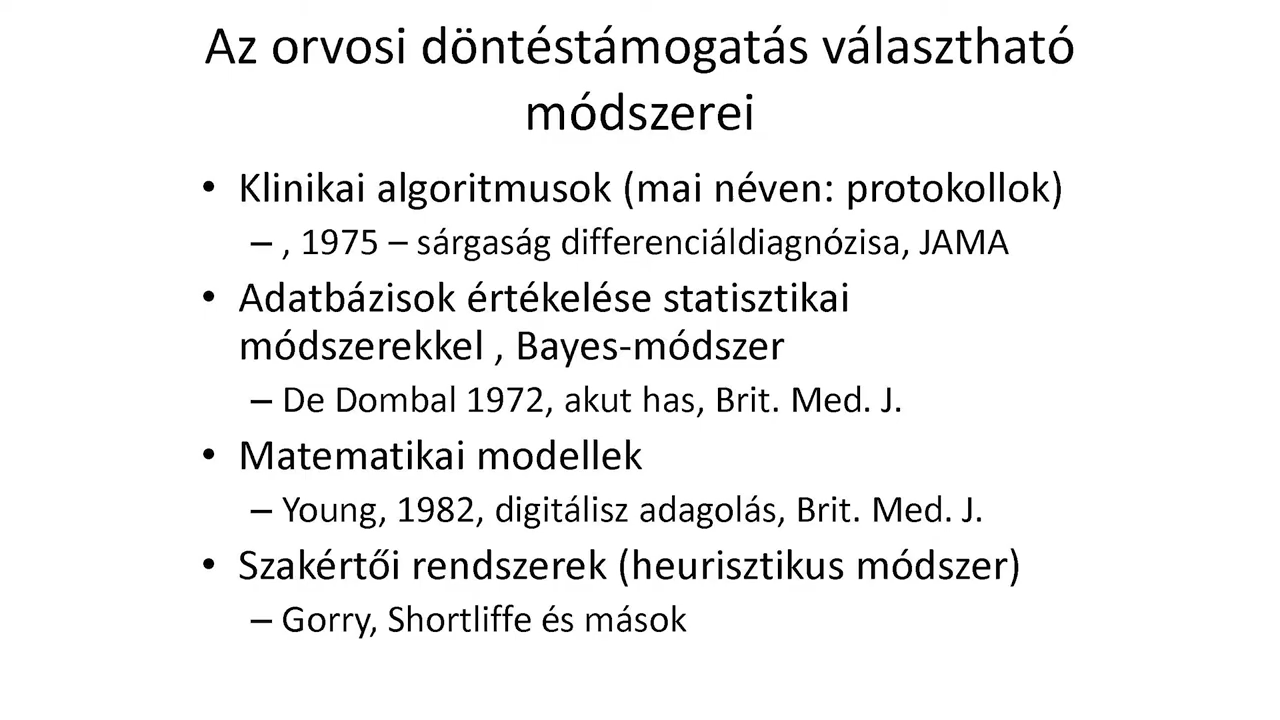 Az orvosi döntéstámogatás választható
módszerei
• Klinikai algoritmusok (mai néven: protokollok)
– , 1975 – sárgaság differenciáldiagnózisa, JAMA
• Adatbázisok értékelése statisztikai
módszerekkel , Bayes-módszer
– De Dombal 1972, akut has, Brit. Med. J.
• Matematikai modellek
– Young, 1982, digitálisz adagolás, Brit. Med. J.
• Szakértői rendszerek (heurisztikus módszer)
– Gorry, Shortliffe és mások